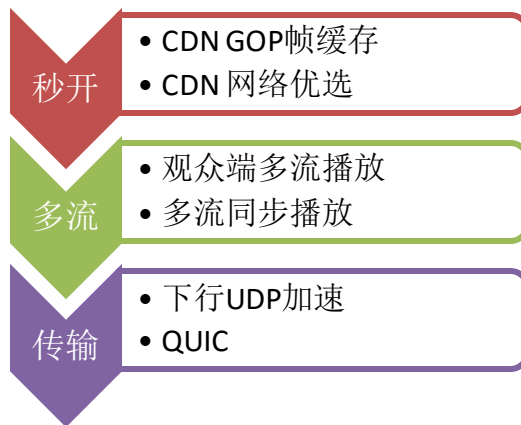 秒开
• CDN GOP帧缓存
• CDN 网络优选
多流
• 观众端多流播放
• 多流同步播放
传输
• 下行UDP加速
• QUIC